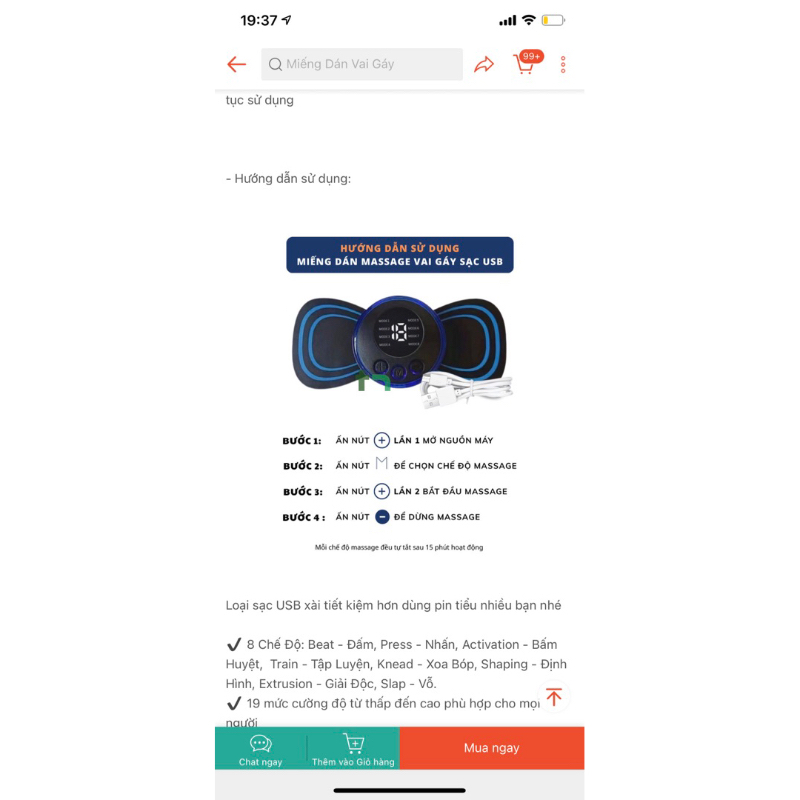 19:37
Miếng Dán Vai Gáy
99+
tục sử dụng
- Hướng dẫn sử dụng:
HƯỚNG DẪN SỬ DỤNG
MIẾNG DÁN MASSAGE VAI GÁY SẠC USB
BƯỚC 1: ẤN NÚT + LẦN 1 MỞ NGUỒN MÁY
BƯỚC 2: ẤN NÚT M ĐỂ CHỌN CHẾ ĐỘ MASSAGE
BƯỚC 3: ẤN NÚT + LẦN 2 BẮT ĐẦU MASSAGE
BƯỚC 4 : ẤN NÚT - ĐỂ DỪNG MASSAGE
Mỗi chế độ massage đều tự tắt sau 15 phút hoạt động
Loại sạc USB xài tiết kiệm hơn dùng pin tiểu nhiều bạn nhé
✔ 8 Chế Độ: Beat - Đấm, Press - Nhấn, Activation - Bấm
Huyệt, Train - Tập Luyện, Knead - Xoa Bóp, Shaping - Định
Hình, Extrusion - Giải Độc, Slap - Vỗ.
✔ 19 mức cường độ từ thấp đến cao phù hợp cho mọi
người
Chat ngay
Thêm vào Giỏ hàng
Mua ngay